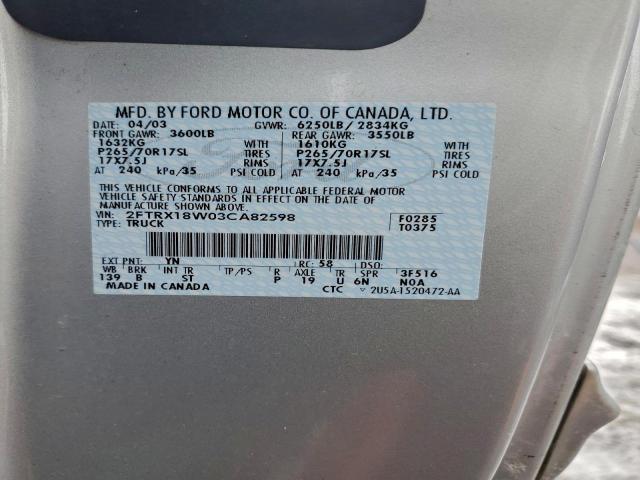 MFD. BY FORD MOTOR CO. OF CANADA, LTD.
DATE: 04/03 GVWR: 6250LB/ 2834KG
FRONT GAWR: 3600LB REAR GAWR: 3550LB
1632KG WITH 1610KG WITH
P265/70R17SL TIRES P265/70R17SL TIRES
17X7.5J RIMS 17X7.5J RIMS
AT 240 kPa/35 PSI COLD AT 240 kPa/35 PSI COLD
THIS VEHICLE CONFORMS TO ALL APPLICABLE FEDERAL MOTOR
VEHICLE SAFETY STANDARDS IN EFFECT ON THE DATE OF
MANUFACTURE SHOWN ABOVE.
VIN: 2FTRX18W03CA82598 F0285
TYPE: TRUCK T0375
EXT PNT: YN RC: 58 DSO:
WB BRK INT TR TP/PS R AXLE TR SPR 3F516
139 B ST P 19 U 6N NOA
MADE IN CANADA CTC ▽ 2U5A-1520472-AA